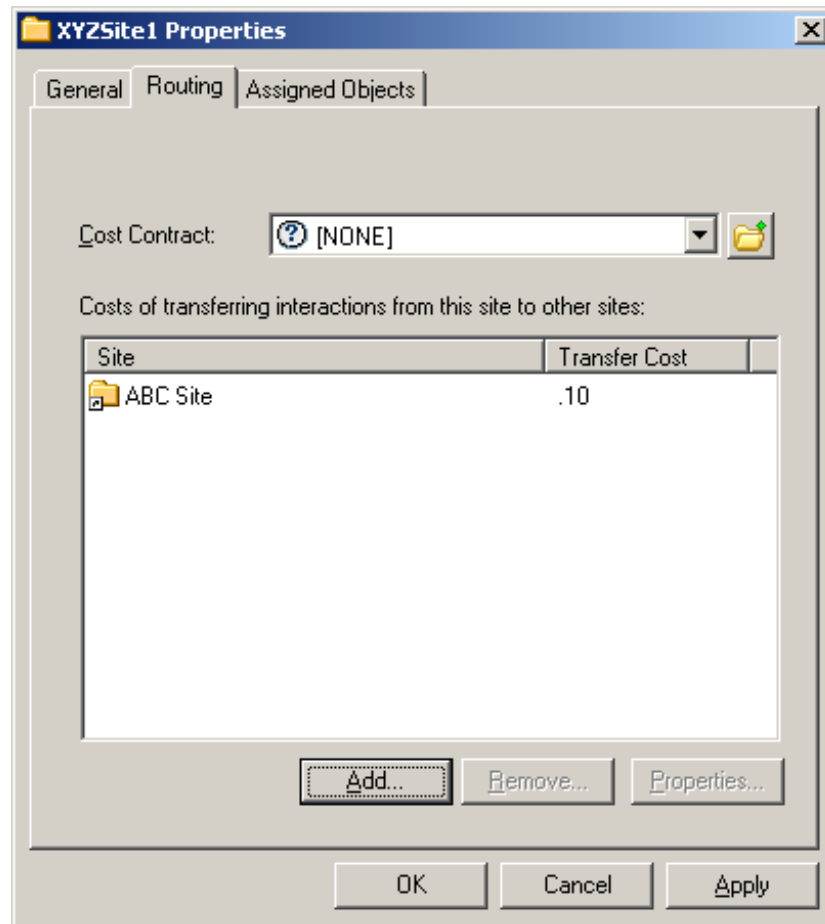 XYZSite1 Properties
General Routing Assigned Objects
Cost Contract: [NONE]
Costs of transferring interactions from this site to other sites:
Site Transfer Cost
ABC Site .10
Add... Remove... Properties...
OK Cancel Apply